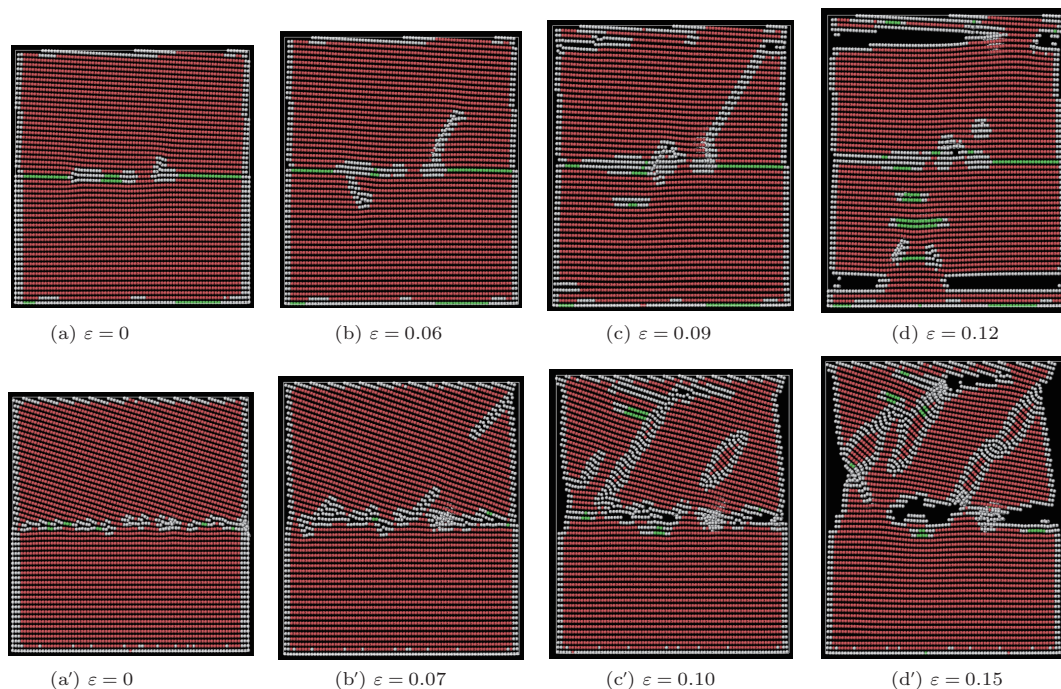 (a) ε = 0
(b) ε = 0.06
(c) ε = 0.09
(d) ε = 0.12
(a′) ε = 0
(b′) ε = 0.07
(c′) ε = 0.10
(d′) ε = 0.15